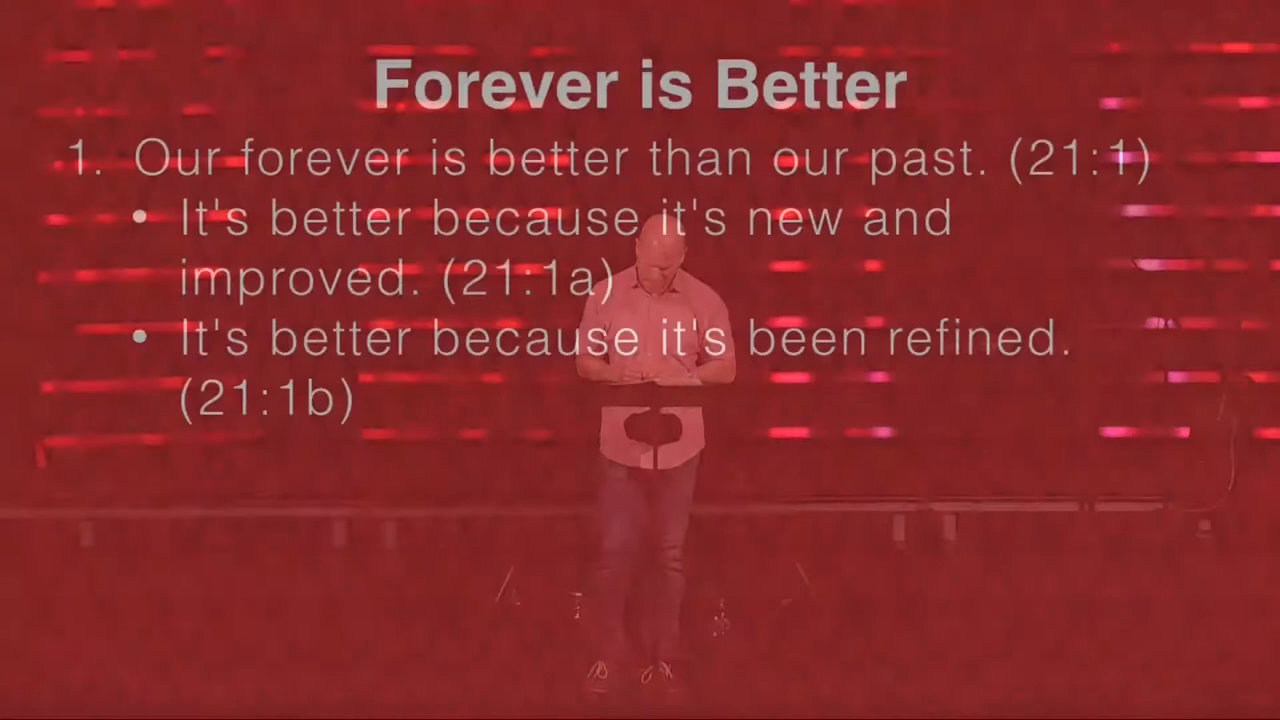 Forever is Better
1. Our forever is better than our past. (21:1)
• It's better because it's new and
improved. (21:1a)
• It's better because it's been refined.
(21:1b)